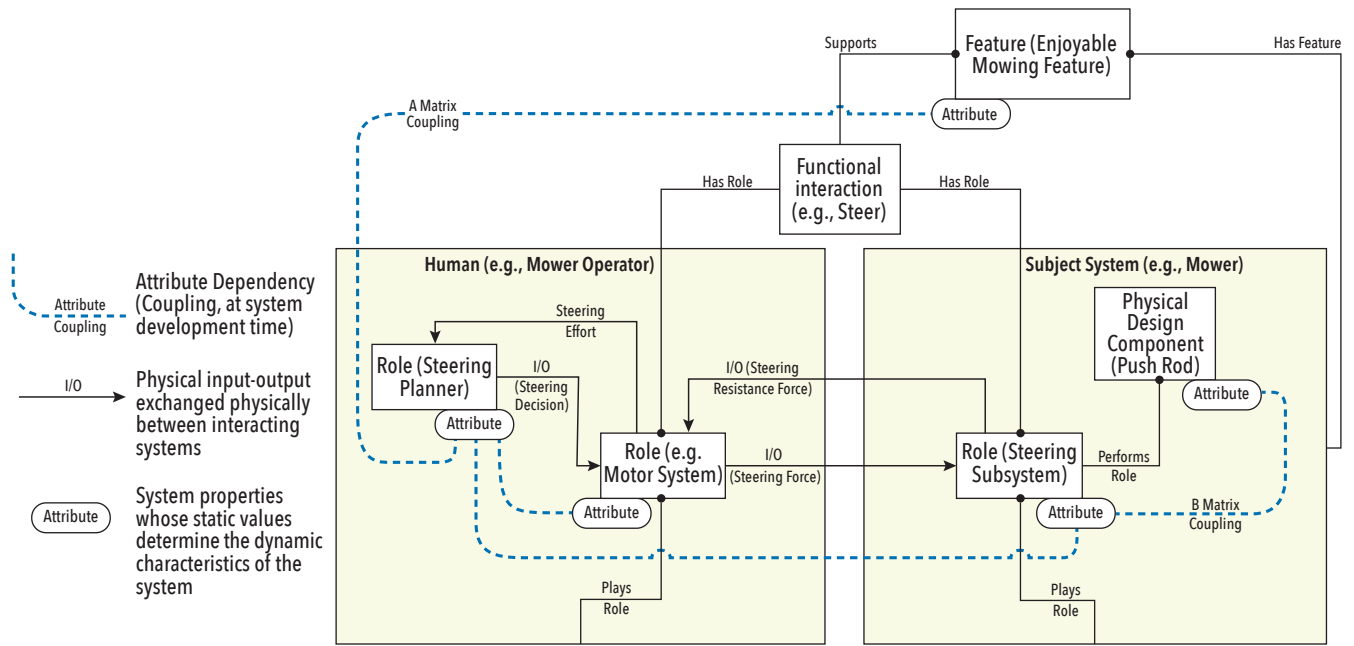 Supports
Feature (Enjoyable
Mowing Feature)
Has Feature
A Matrix
Coupling
Attribute
Functional
interaction
(e.g., Steer)
Has Role
Has Role
Attribute
Coupling
Attribute Dependency
(Coupling, at system
development time)
I/O
Physical input-output
exchanged physically
between interacting
systems
Attribute
System properties
whose static values
determine the dynamic
characteristics of the
system
Human (e.g., Mower Operator)
Steering
Effort
Role (Steering
Planner)
I/O
(Steering
Decision)
Attribute
Role (e.g.
Motor System)
Attribute
Plays
Role
I/O (Steering
Resistance Force)
I/O
(Steering Force)
Subject System (e.g., Mower)
Physical
Design
Component
(Push Rod)
Attribute
Role (Steering
Subsystem)
Performs
Role
Attribute
B Matrix
Coupling
Plays
Role